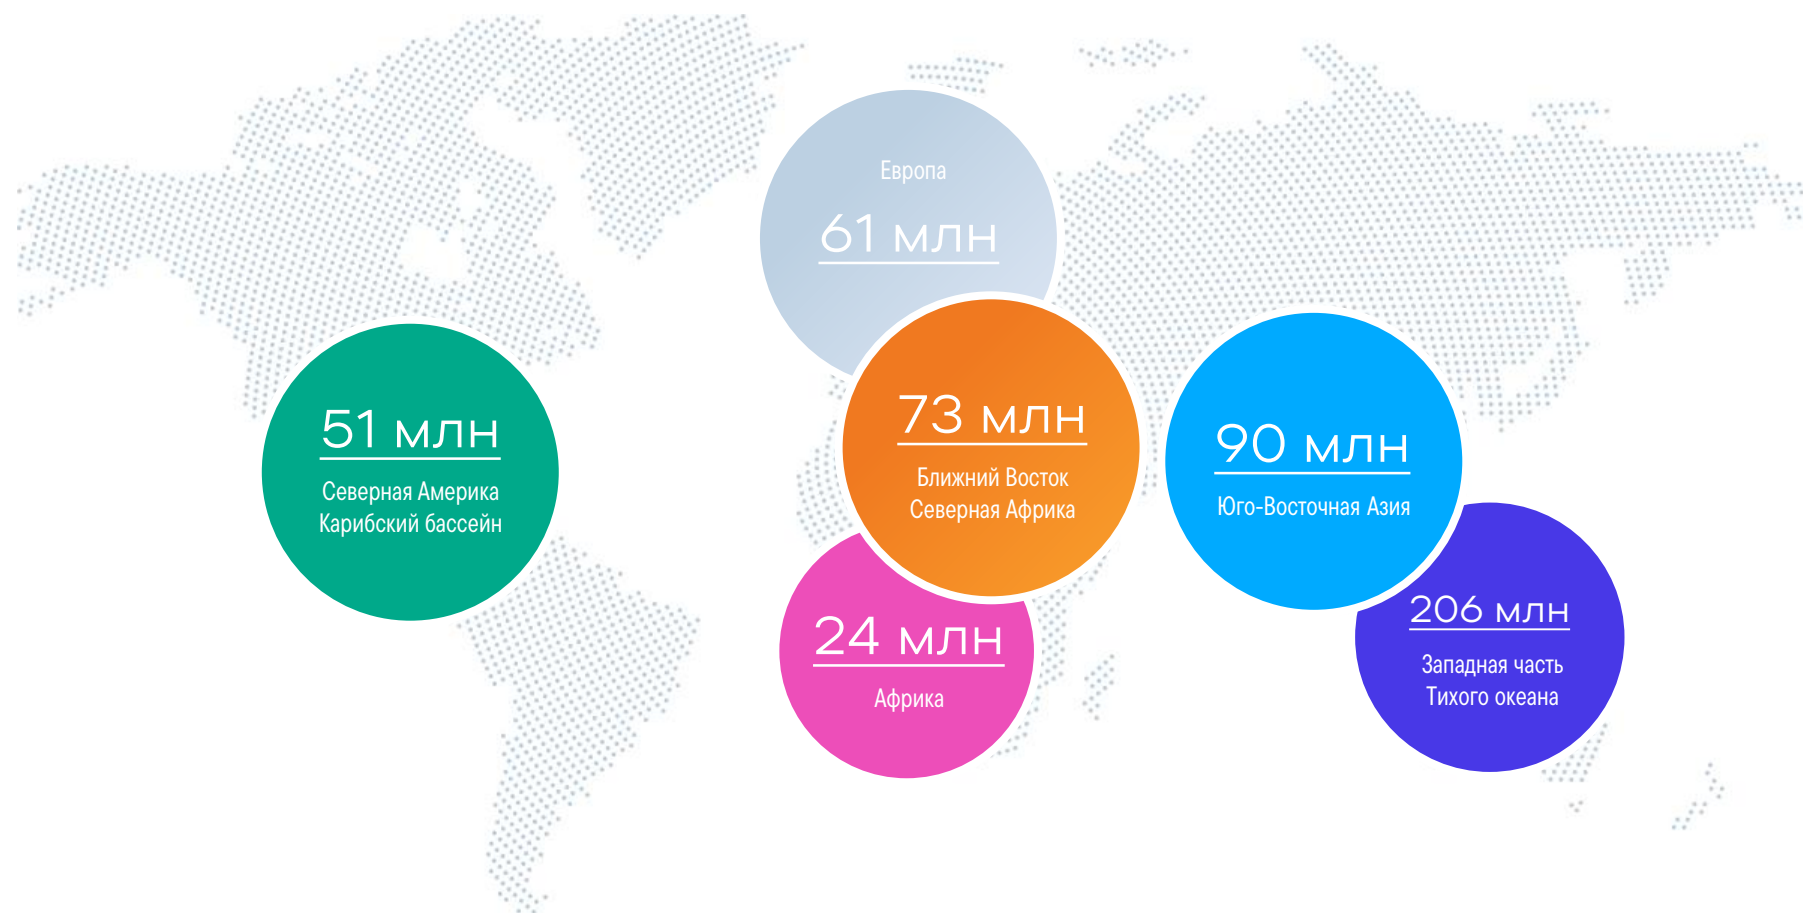 Европа
61 млн
51 млн
Северная Америка
Карибский бассейн
73 млн
Ближний Восток
Северная Африка
90 млн
Юго-Восточная Азия
24 млн
Африка
206 млн
Западная часть
Тихого океана